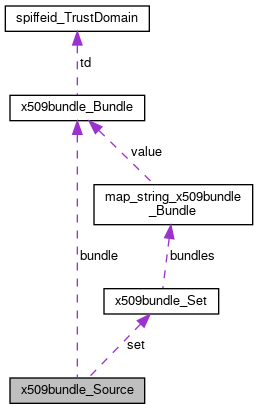 spiffeid_TrustDomain
td
x509bundle_Bundle
value
map_string_x509bundle
_Bundle
bundle
bundles
x509bundle_Set
set
x509bundle_Source